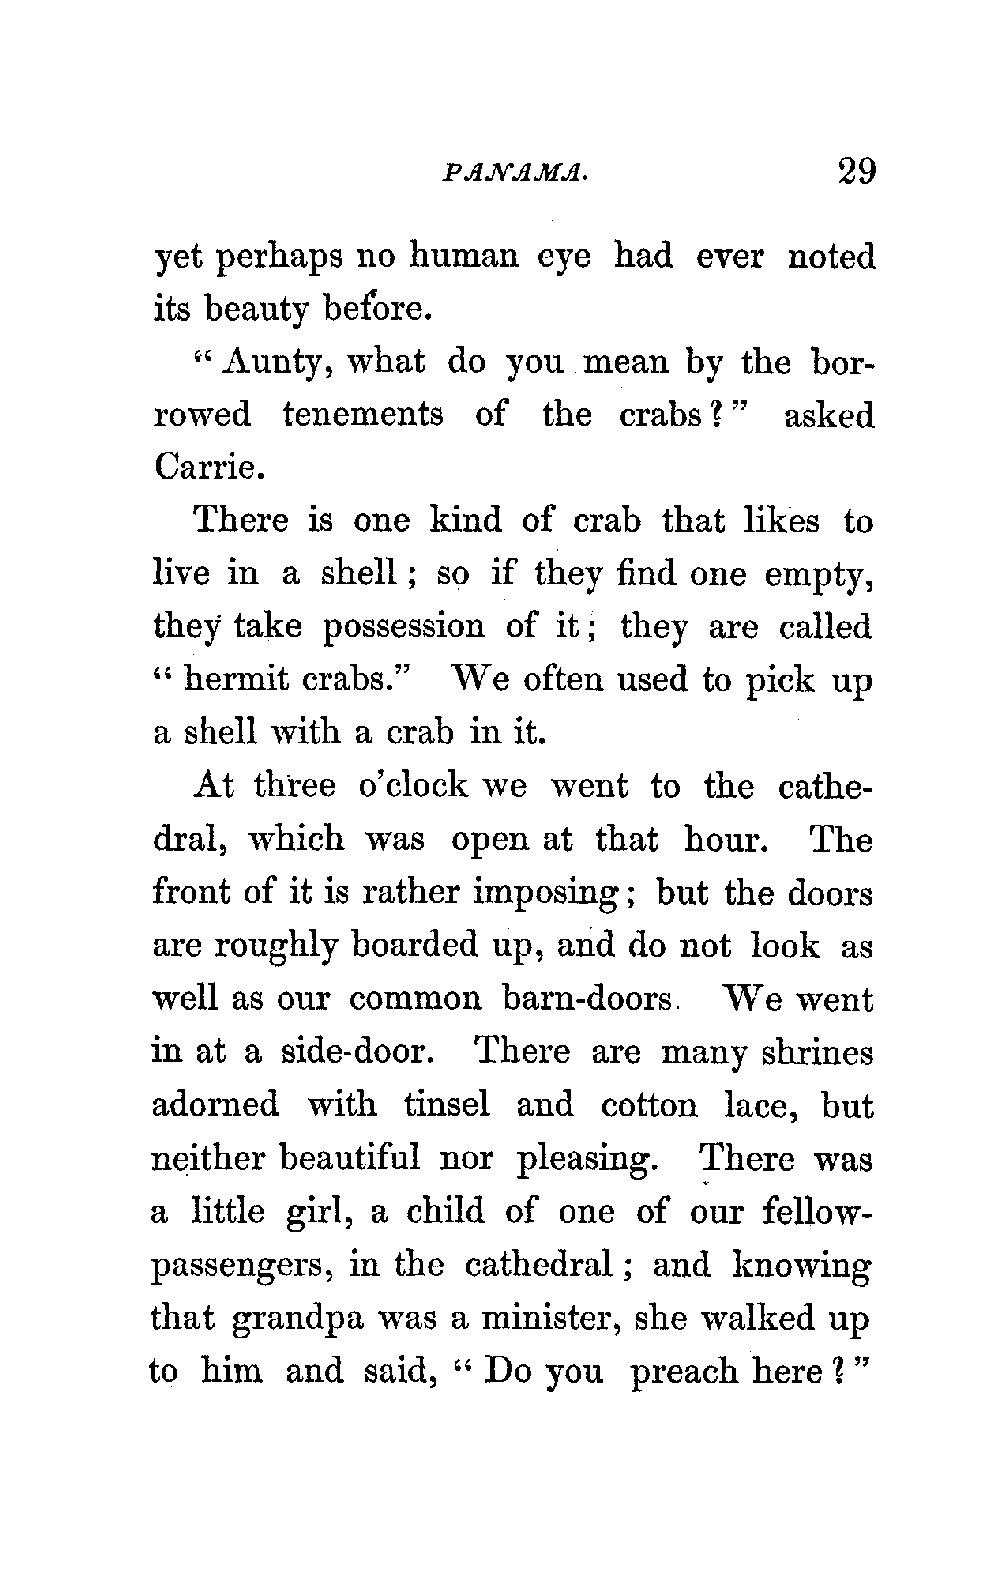 PANAMA. 29
yet perhaps no human eye had ever noted
its beauty before.
“ Aunty, what do you mean by the bor-
rowed tenements of the crabs? ” asked
Carrie.
There is one kind of crab that likes to
live in a shell ; so if they find one empty,
they take possession of it ; they are called
“ hermit crabs.” We often used to pick up
a shell with a crab in it.
At three o’clock we went to the cathe-
dral, which was open at that hour. The
front of it is rather imposing ; but the doors
are roughly boarded up, and do not look as
well as our common barn-doors. We went
in at a side-door. There are many shrines
adorned with tinsel and cotton lace, but
neither beautiful nor pleasing. There was
a little girl, a child of one of our fellow-
passengers, in the cathedral ; and knowing
that grandpa was a minister, she walked up
to him and said, “ Do you preach here ? ”